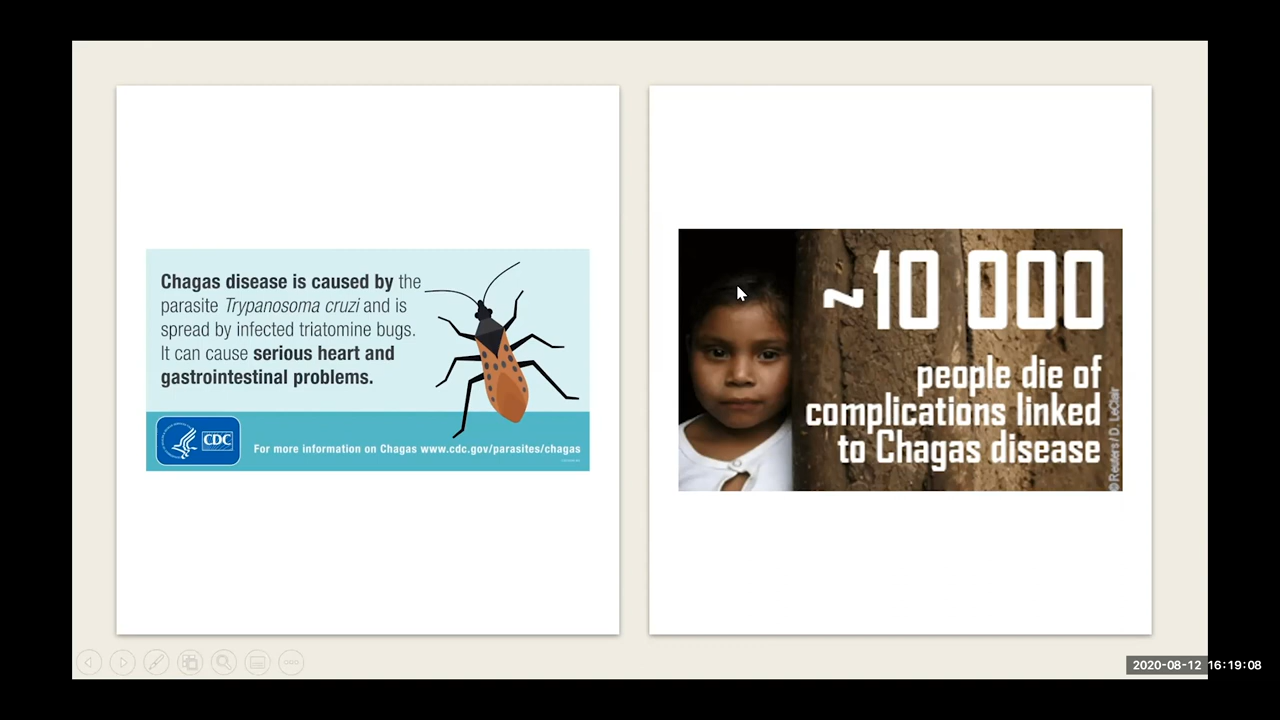 Chagas disease is caused by the
parasite Trypanosoma cruzi and is
spread by infected triatomine bugs.
It can cause serious heart and
gastrointestinal problems.
CDC
For more information on Chagas www.cdc.gov/parasites/chagas
~10 000
people die of
complications linked
to Chagas disease
© Reuters / D. LeClair
2020-08-12 16:19:08